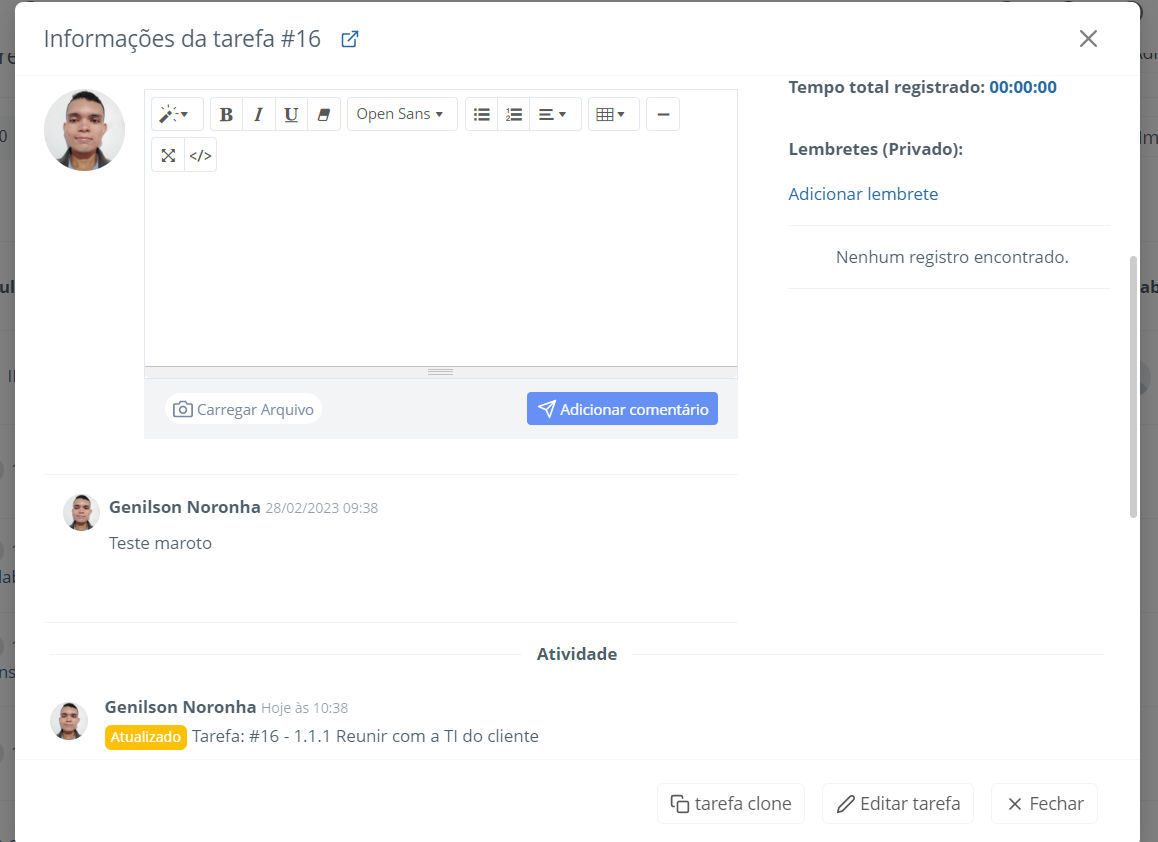 Informações da tarefa #16
B I U Open Sans
</>
Carregar Arquivo Adicionar comentário
Genilson Noronha 28/02/2023 09:38
Teste maroto
Tempo total registrado: 00:00:00
Lembretes (Privado):
Adicionar lembrete
Nenhum registro encontrado.
Atividade
Genilson Noronha Hoje às 10:38
Atualizado Tarefa: #16 - 1.1.1 Reunir com a TI do cliente
tarefa clone Editar tarefa Fechar